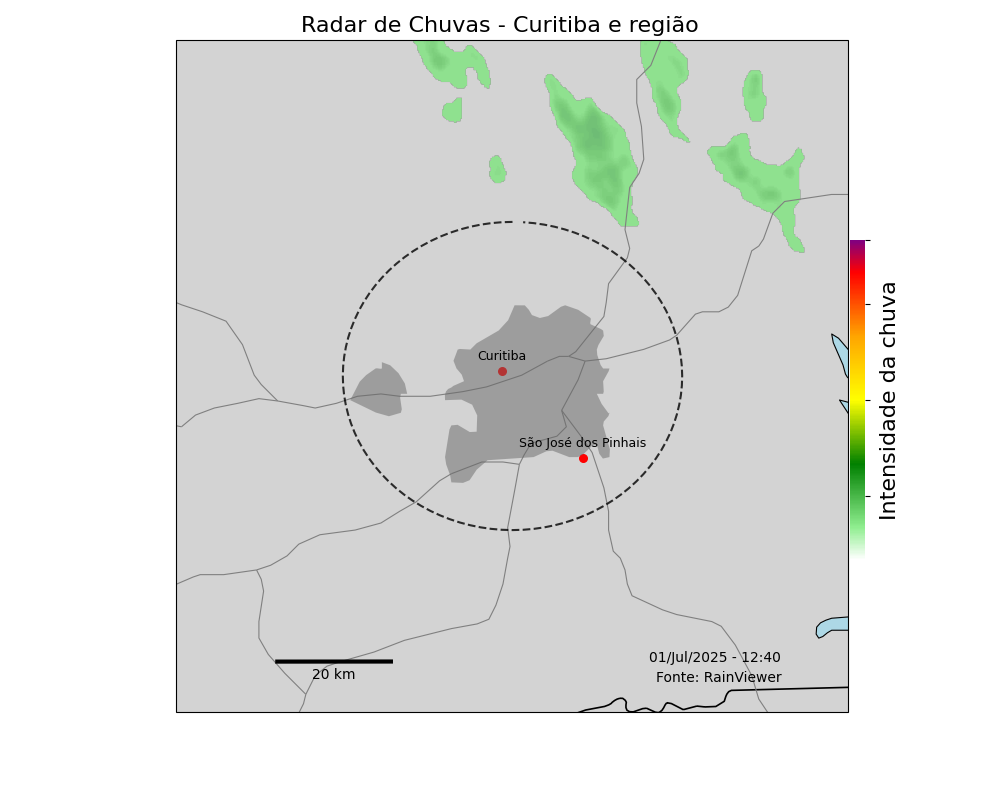 Radar de Chuvas - Curitiba e região
Curitiba
São José dos Pinhais
Intensidade da chuva
20 km
01/Jul/2025 - 12:40
Fonte: RainViewer